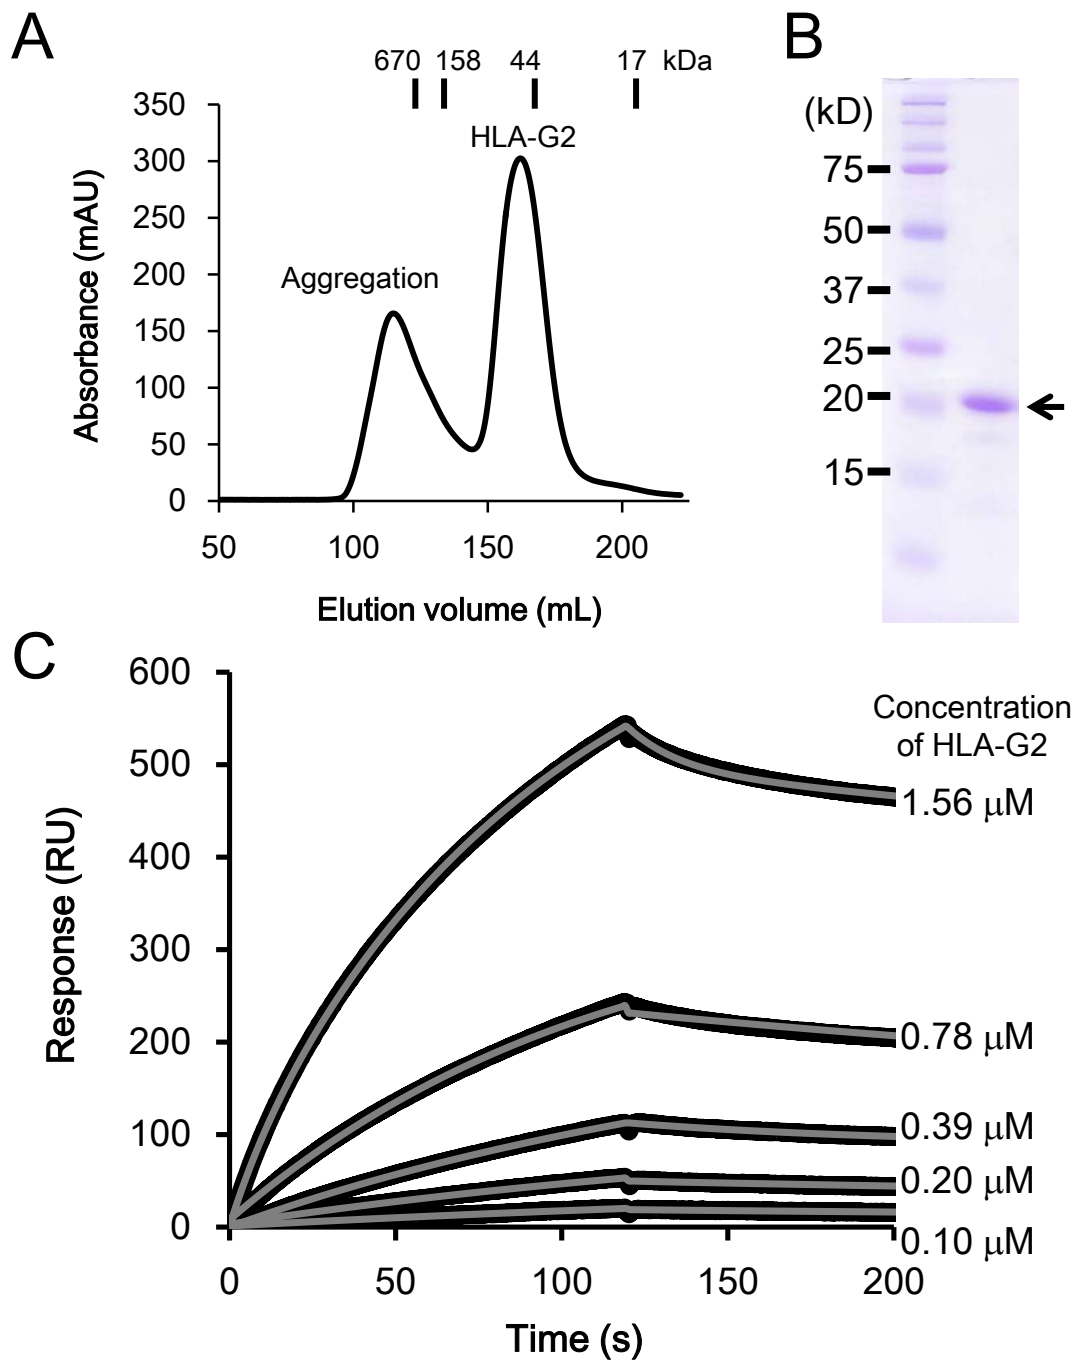 A
670 158 44 17 kDa
350
300
250
200
150
100
50
0
HLA-G2
Aggregation
Absorbance (mAU)
50 100 150 200
Elution volume (mL)
B
(kD)
75
50
37
25
20
15
C
600
500
400
300
200
100
0
Response (RU)
0 50 100 150 200
Time (s)
Concentration
of HLA-G2
1.56 μM
0.78 μM
0.39 μM
0.20 μM
0.10 μM